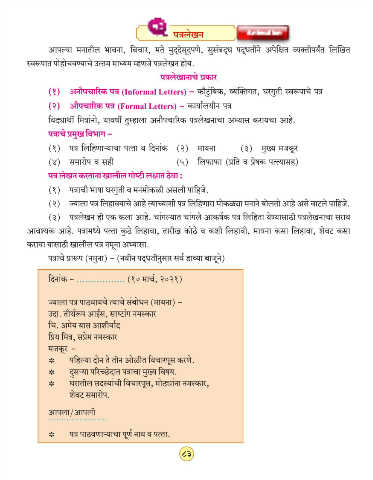 पत्रलेखन
आपल्या मनातील भावना, विचार, मते मुद्देसूदपणे, सुसंबद्ध पद्धतीने अपेक्षित व्यक्तीपर्यंत लिखित
स्वरूपात पोहोचवण्याचे उत्तम माध्यम म्हणजे पत्रलेखन होय.
पत्रलेखनाचे प्रकार
(१) अनौपचारिक पत्र (Informal Letters) – कौटुंबिक, व्यक्तिगत, घरगुती स्वरूपाचे पत्र
(२) औपचारिक पत्र (Formal Letters) – कार्यालयीन पत्र
विद्यार्थी मित्रांनो, यावर्षी तुम्हाला अनौपचारिक पत्रलेखनाचा अभ्यास करायचा आहे.
पत्राचे प्रमुख विभाग –
(१) पत्र लिहिणाऱ्याचा पत्ता व दिनांक (२) मायना (३) मुख्य मजकूर
(४) समारोप व सही (५) लिफाफा (प्रति व प्रेषक पत्त्यासह)
पत्र लेखन करताना खालील गोष्टी लक्षात ठेवा :
(१) पत्राची भाषा घरगुती व मनमोकळी असली पाहिजे.
(२) ज्याला पत्र लिहावयाचे आहे त्याच्याशी पत्र लिहिणारा मोकळ्या मनाने बोलतो आहे असे वाटले पाहिजे.
(३) पत्रलेखन ही एक कला आहे. चांगल्यात चांगले आकर्षक पत्र लिहिता येण्यासाठी पत्रलेखनाचा सराव
आवश्यक आहे. पत्रामध्ये पत्ता कुठे लिहावा, तारीख कोठे व कशी लिहावी, मायना कसा लिहावा, शेवट कसा
करावा यासाठी खालील पत्र नमुना अभ्यासा.
पत्राचे प्रारूप (नमुना) – (नवीन पद्धतीनुसार सर्व डाव्या बाजूने)
दिनांक – ................. (१० मार्च, २०२१)
ज्याला पत्र पाठवायचे त्याचे संबोधन (मायना) –
उदा. तीर्थरूप आईस, साष्टांग नमस्कार
चि. अमेय यास आशीर्वाद
प्रिय मित्र, सप्रेम नमस्कार
मजकूर –
* पहिल्या दोन ते तीन ओळीत विचारपूस करणे.
* दुसऱ्या परिच्छेदात पत्राचा मुख्य विषय.
* घरातील सदस्यांची विचारपूस, मोठ्यांना नमस्कार,
शेवट समारोप.
आपला/आपली
....................
* पत्र पाठवणाऱ्याचा पूर्ण नाव व पत्ता.
८३